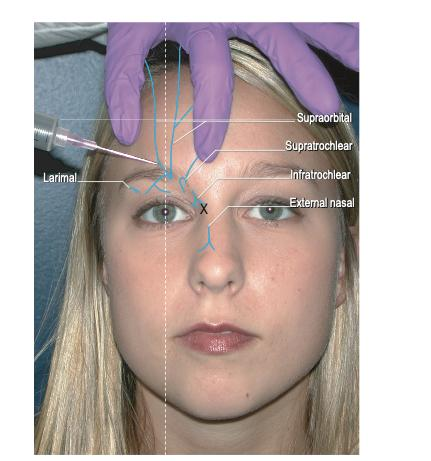 Supraorbital
Supratrochlear
Larimal
Infratrochlear
External nasal
X